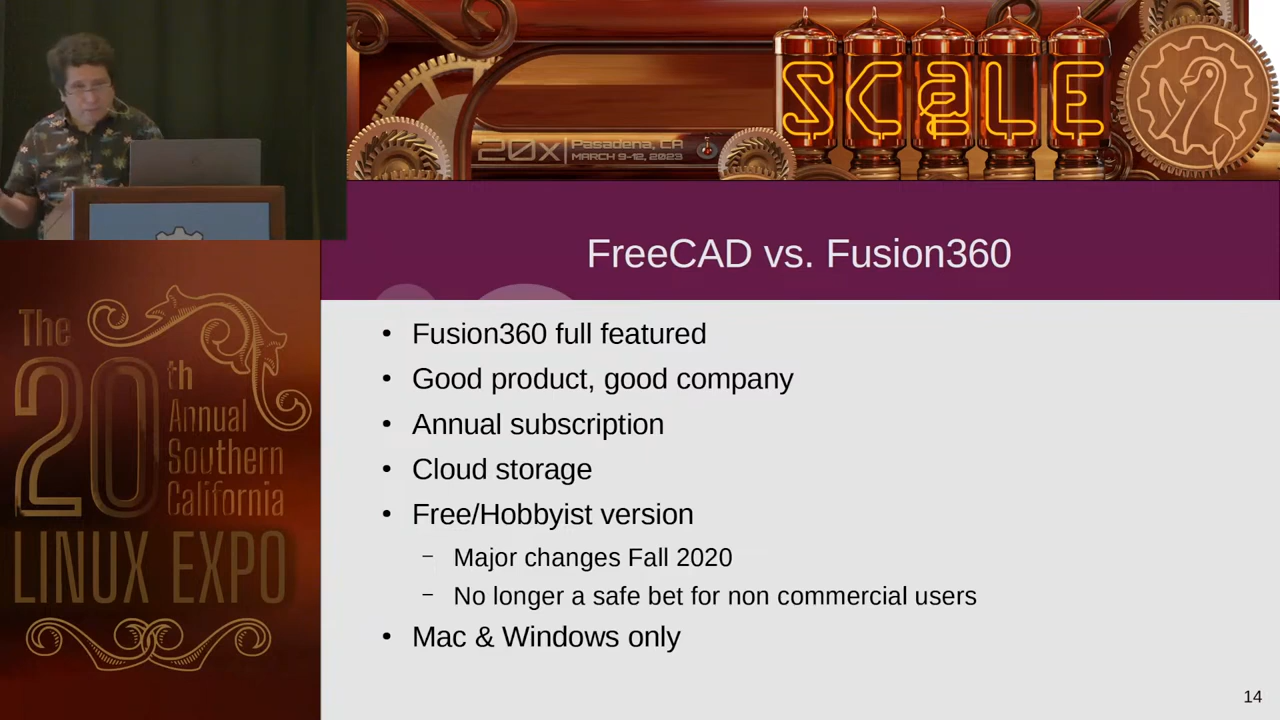 SCaLE
20x Pasadena, CA
MARCH 9-12, 2023
FreeCAD vs. Fusion360
• Fusion360 full featured
• Good product, good company
• Annual subscription
• Cloud storage
• Free/Hobbyist version
– Major changes Fall 2020
– No longer a safe bet for non commercial users
• Mac & Windows only
14
The
20th
Annual
Southern
California
LINUX EXPO